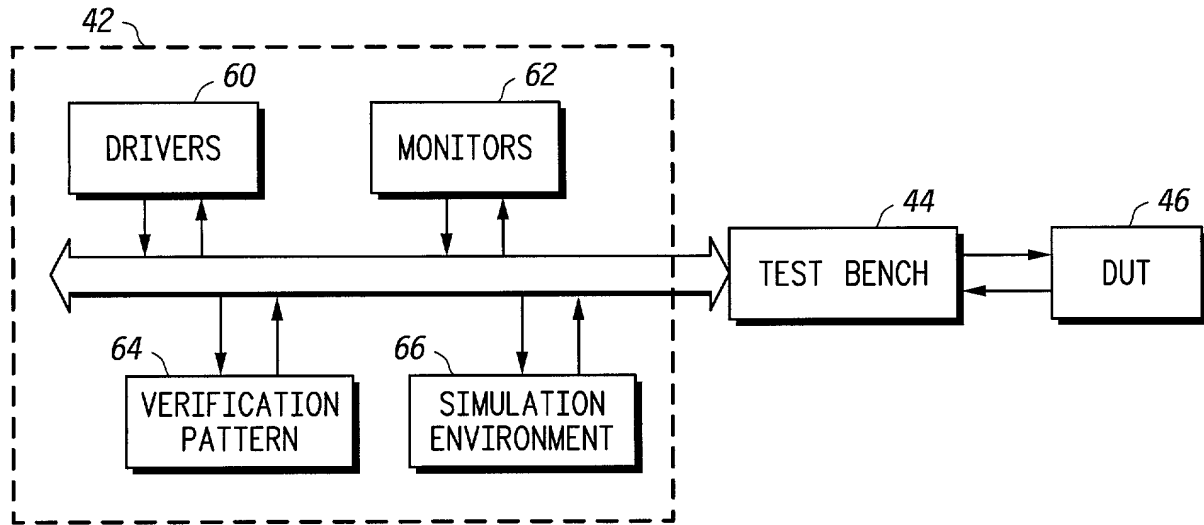 42
60
DRIVERS
62
MONITORS
44
TEST BENCH
46
DUT
64
VERIFICATION
PATTERN
66
SIMULATION
ENVIRONMENT